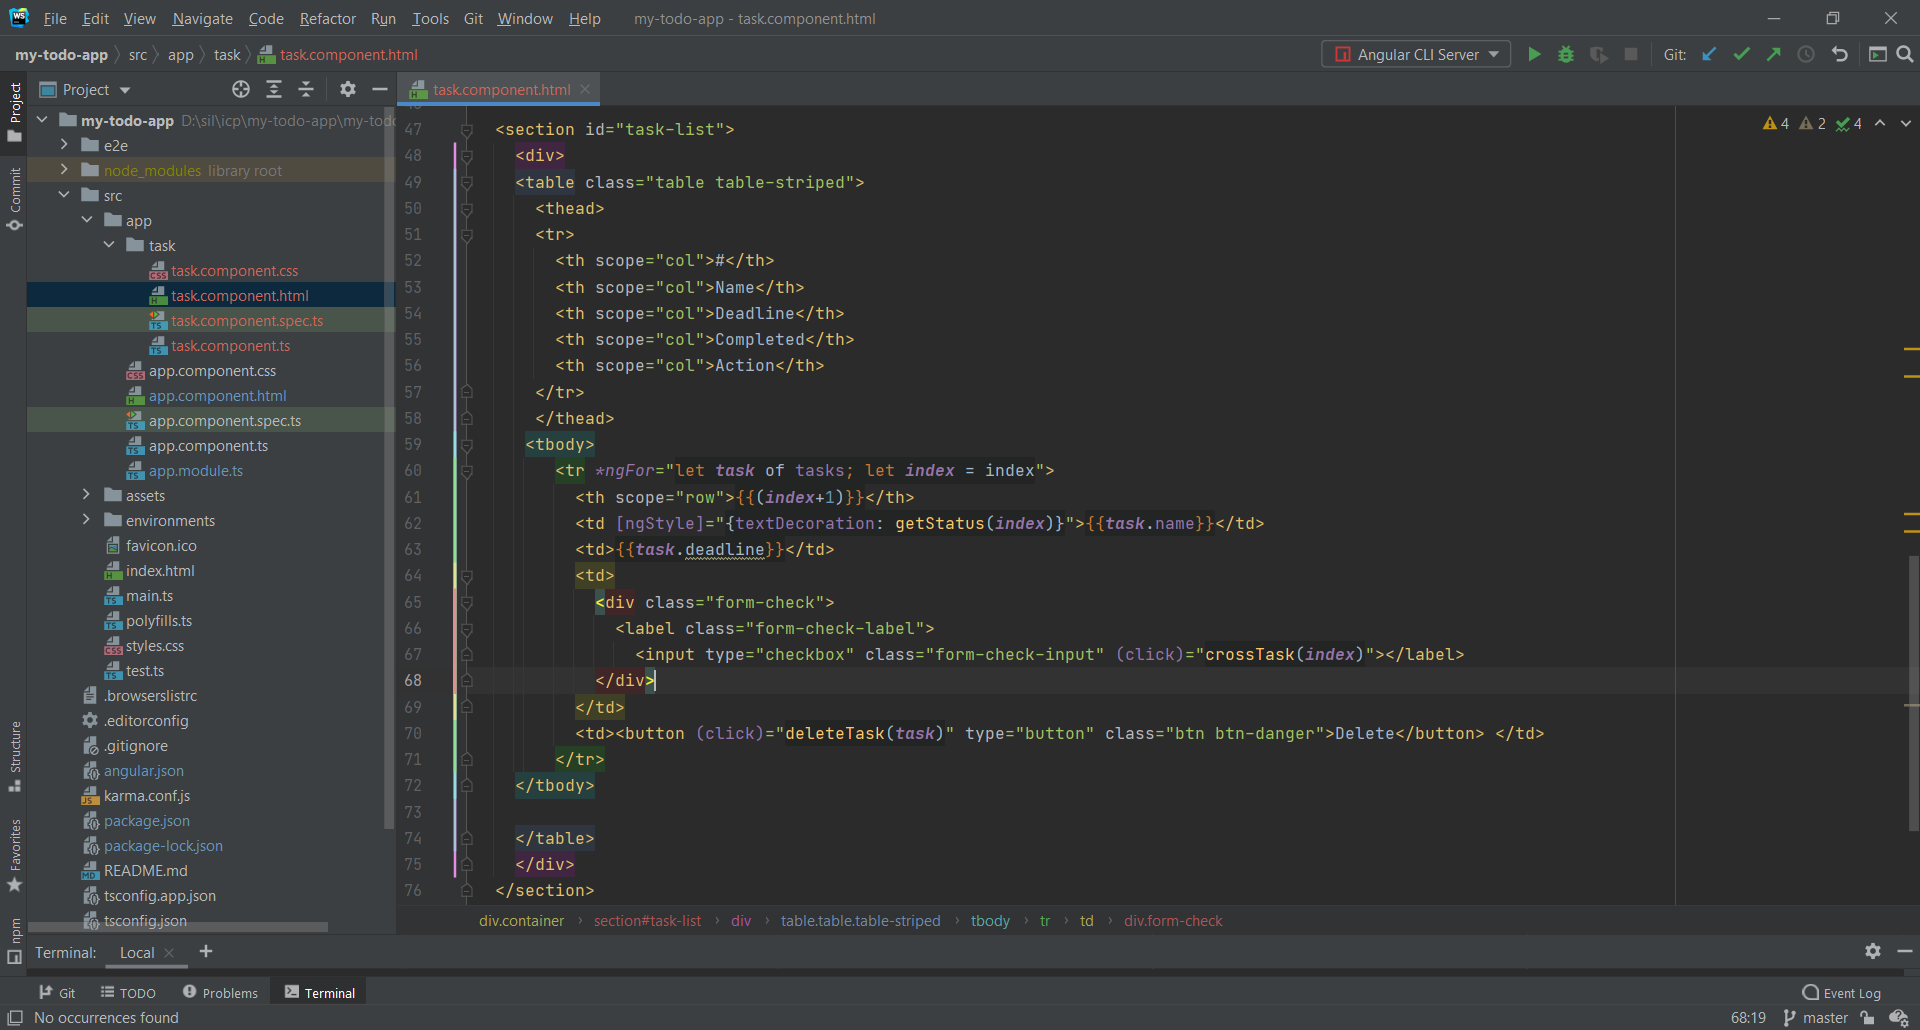 WS File Edit View Navigate Code Refactor Run Tools Git Window Help my-todo-app - task.component.html
my-todo-app src app task task.component.html Angular CLI Server Git:
Project
Commit
Structure
Favorites
npm
Project
my-todo-app D:\sil\icp\my-todo-app\my-todo
e2e
node_modules library root
src
app
task
task.component.css
task.component.html
task.component.spec.ts
task.component.ts
app.component.css
app.component.html
app.component.spec.ts
app.component.ts
app.module.ts
assets
environments
favicon.ico
index.html
main.ts
polyfills.ts
styles.css
test.ts
.browserslistrc
.editorconfig
.gitignore
angular.json
karma.conf.js
package.json
package-lock.json
README.md
tsconfig.app.json
tsconfig.json
task.component.html
4 2 4
47 <section id="task-list">
48 <div>
49 <table class="table table-striped">
50 <thead>
51 <tr>
52 <th scope="col">#</th>
53 <th scope="col">Name</th>
54 <th scope="col">Deadline</th>
55 <th scope="col">Completed</th>
56 <th scope="col">Action</th>
57 </tr>
58 </thead>
59 <tbody>
60 <tr *ngFor="let task of tasks; let index = index">
61 <th scope="row">{{(index+1)}}</th>
62 <td [ngStyle]="{textDecoration: getStatus(index)}">{{task.name}}</td>
63 <td>{{task.deadline}}</td>
64 <td>
65 <div class="form-check">
66 <label class="form-check-label">
67 <input type="checkbox" class="form-check-input" (click)="crossTask(index)"></label>
68 </div>
69 </td>
70 <td><button (click)="deleteTask(task)" type="button" class="btn btn-danger">Delete</button> </td>
71 </tr>
72 </tbody>
73
74 </table>
75 </div>
76 </section>
div.container section#task-list div table.table.table-striped tbody tr td div.form-check
Terminal: Local
Git TODO Problems Terminal Event Log
No occurrences found 68:19 master